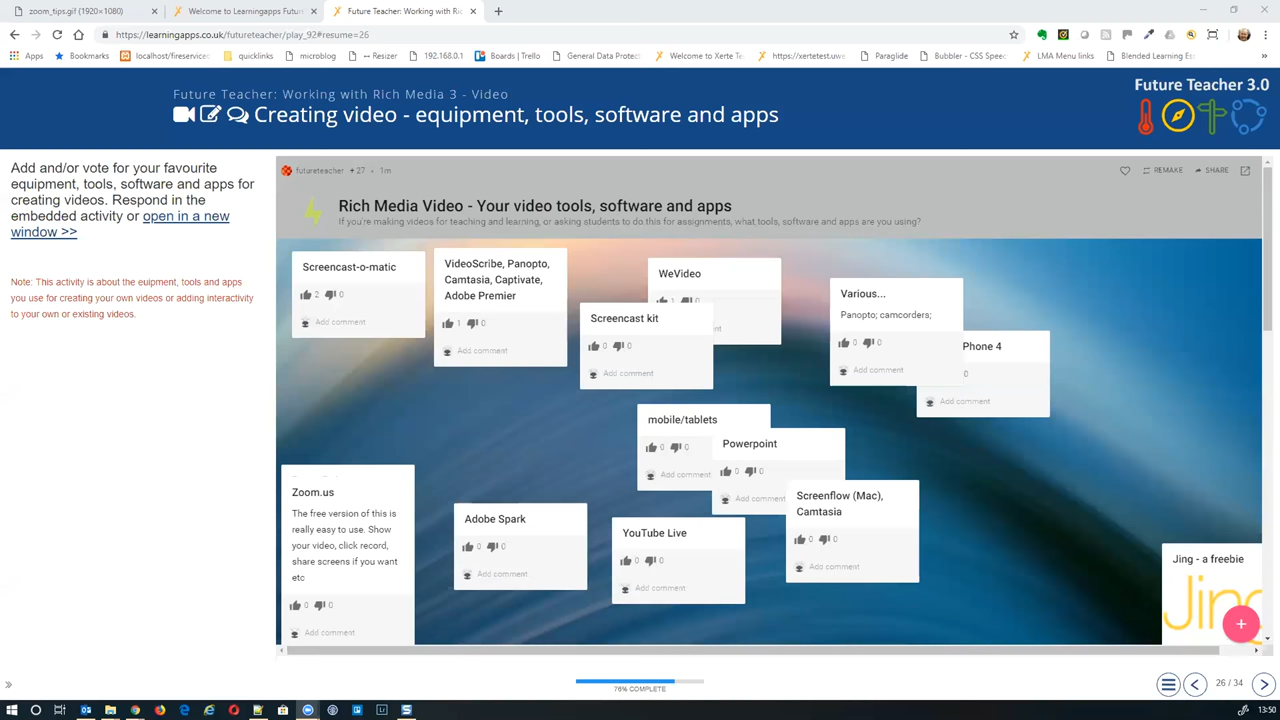 zoom_tips.gif (1920×1080)
Welcome to Learningapps Futur
Future Teacher: Working with Ric
https://learningapps.co.uk/futureteacher/play_92#resume=26
Apps
Bookmarks
localhost/fireservice
quicklinks
microblog
↔ Resizer
192.168.0.1
Boards | Trello
General Data Protec
Welcome to Xerte Te
https://xertetest.uwe
Paraglide
Bubbler - CSS Speec
LMA Menu links
Blended Learning Ess
Future Teacher: Working with Rich Media 3 - Video
Creating video - equipment, tools, software and apps
Future Teacher 3.0
Add and/or vote for your favourite
equipment, tools, software and apps for
creating videos. Respond in the
embedded activity or open in a new
window >>
Note: This activity is about the euipment, tools and apps
you use for creating your own videos or adding interactivity
to your own or existing videos.
futureteacher +27 • 1m
REMAKE
SHARE
Rich Media Video - Your video tools, software and apps
If you're making videos for teaching and learning, or asking students to do this for assignments, what tools, software and apps are you using?
Screencast-o-matic
2 0
Add comment
VideoScribe, Panopto,
Camtasia, Captivate,
Adobe Premier
1 0
Add comment
WeVideo
1 0
Screencast kit
0 0
Add comment
Various...
Panopto; camcorders;
0 0
Add comment
Phone 4
0
Add comment
mobile/tablets
0 0
Add comment
Powerpoint
0 0
Add comment
Screenflow (Mac),
Camtasia
0 0
Add comment
Zoom.us
The free version of this is
really easy to use. Show
your video, click record,
share screens if you want
etc
0 0
Add comment
Adobe Spark
0 0
Add comment
YouTube Live
0 0
Add comment
Jing - a freebie
Jing
+
76% COMPLETE
26 / 34
13:50